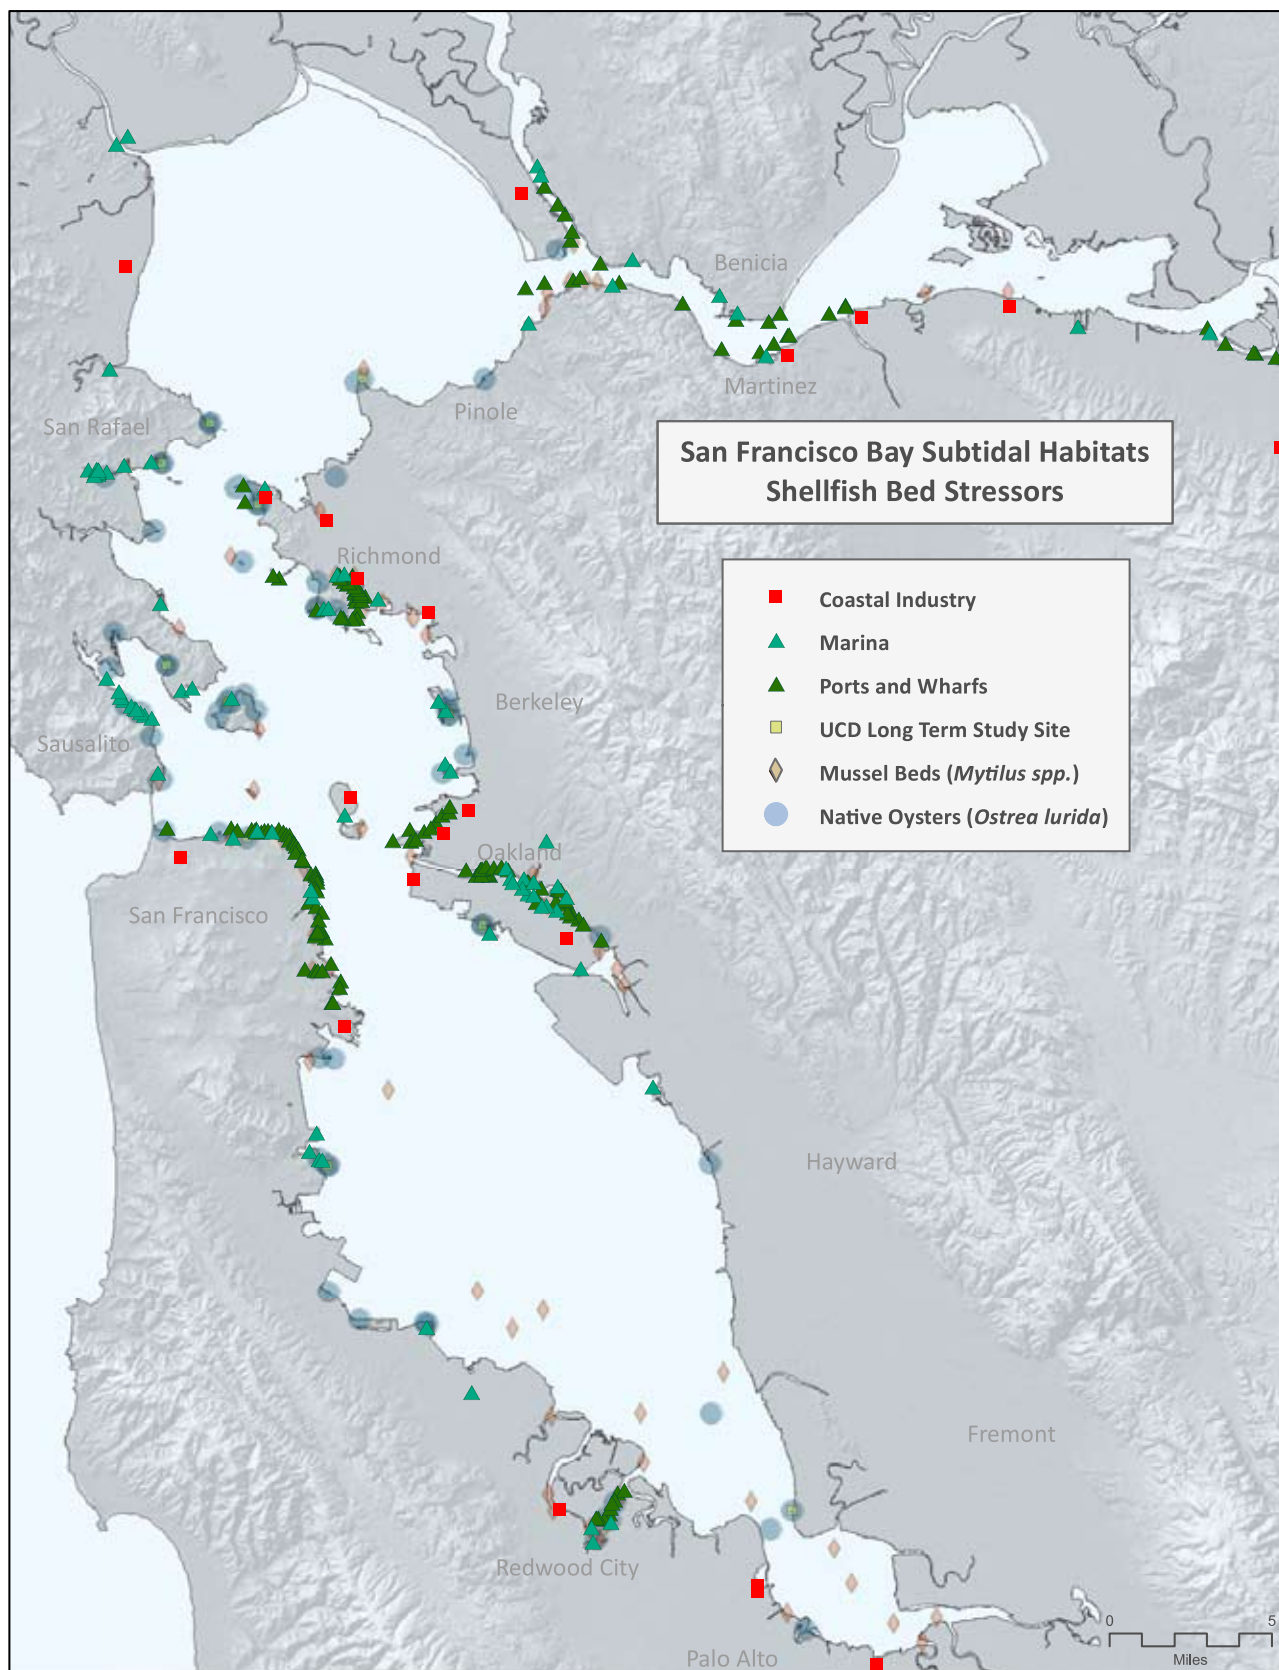 Benicia
Martinez
Pinole
San Rafael
San Francisco Bay Subtidal Habitats
Shellfish Bed Stressors
Richmond
Coastal Industry
Marina
Ports and Wharfs
UCD Long Term Study Site
Mussel Beds (Mytilus spp.)
Native Oysters (Ostrea lurida)
Berkeley
Sausalito
Oakland
San Francisco
Hayward
Fremont
Redwood City
Palo Alto
0 5
Miles